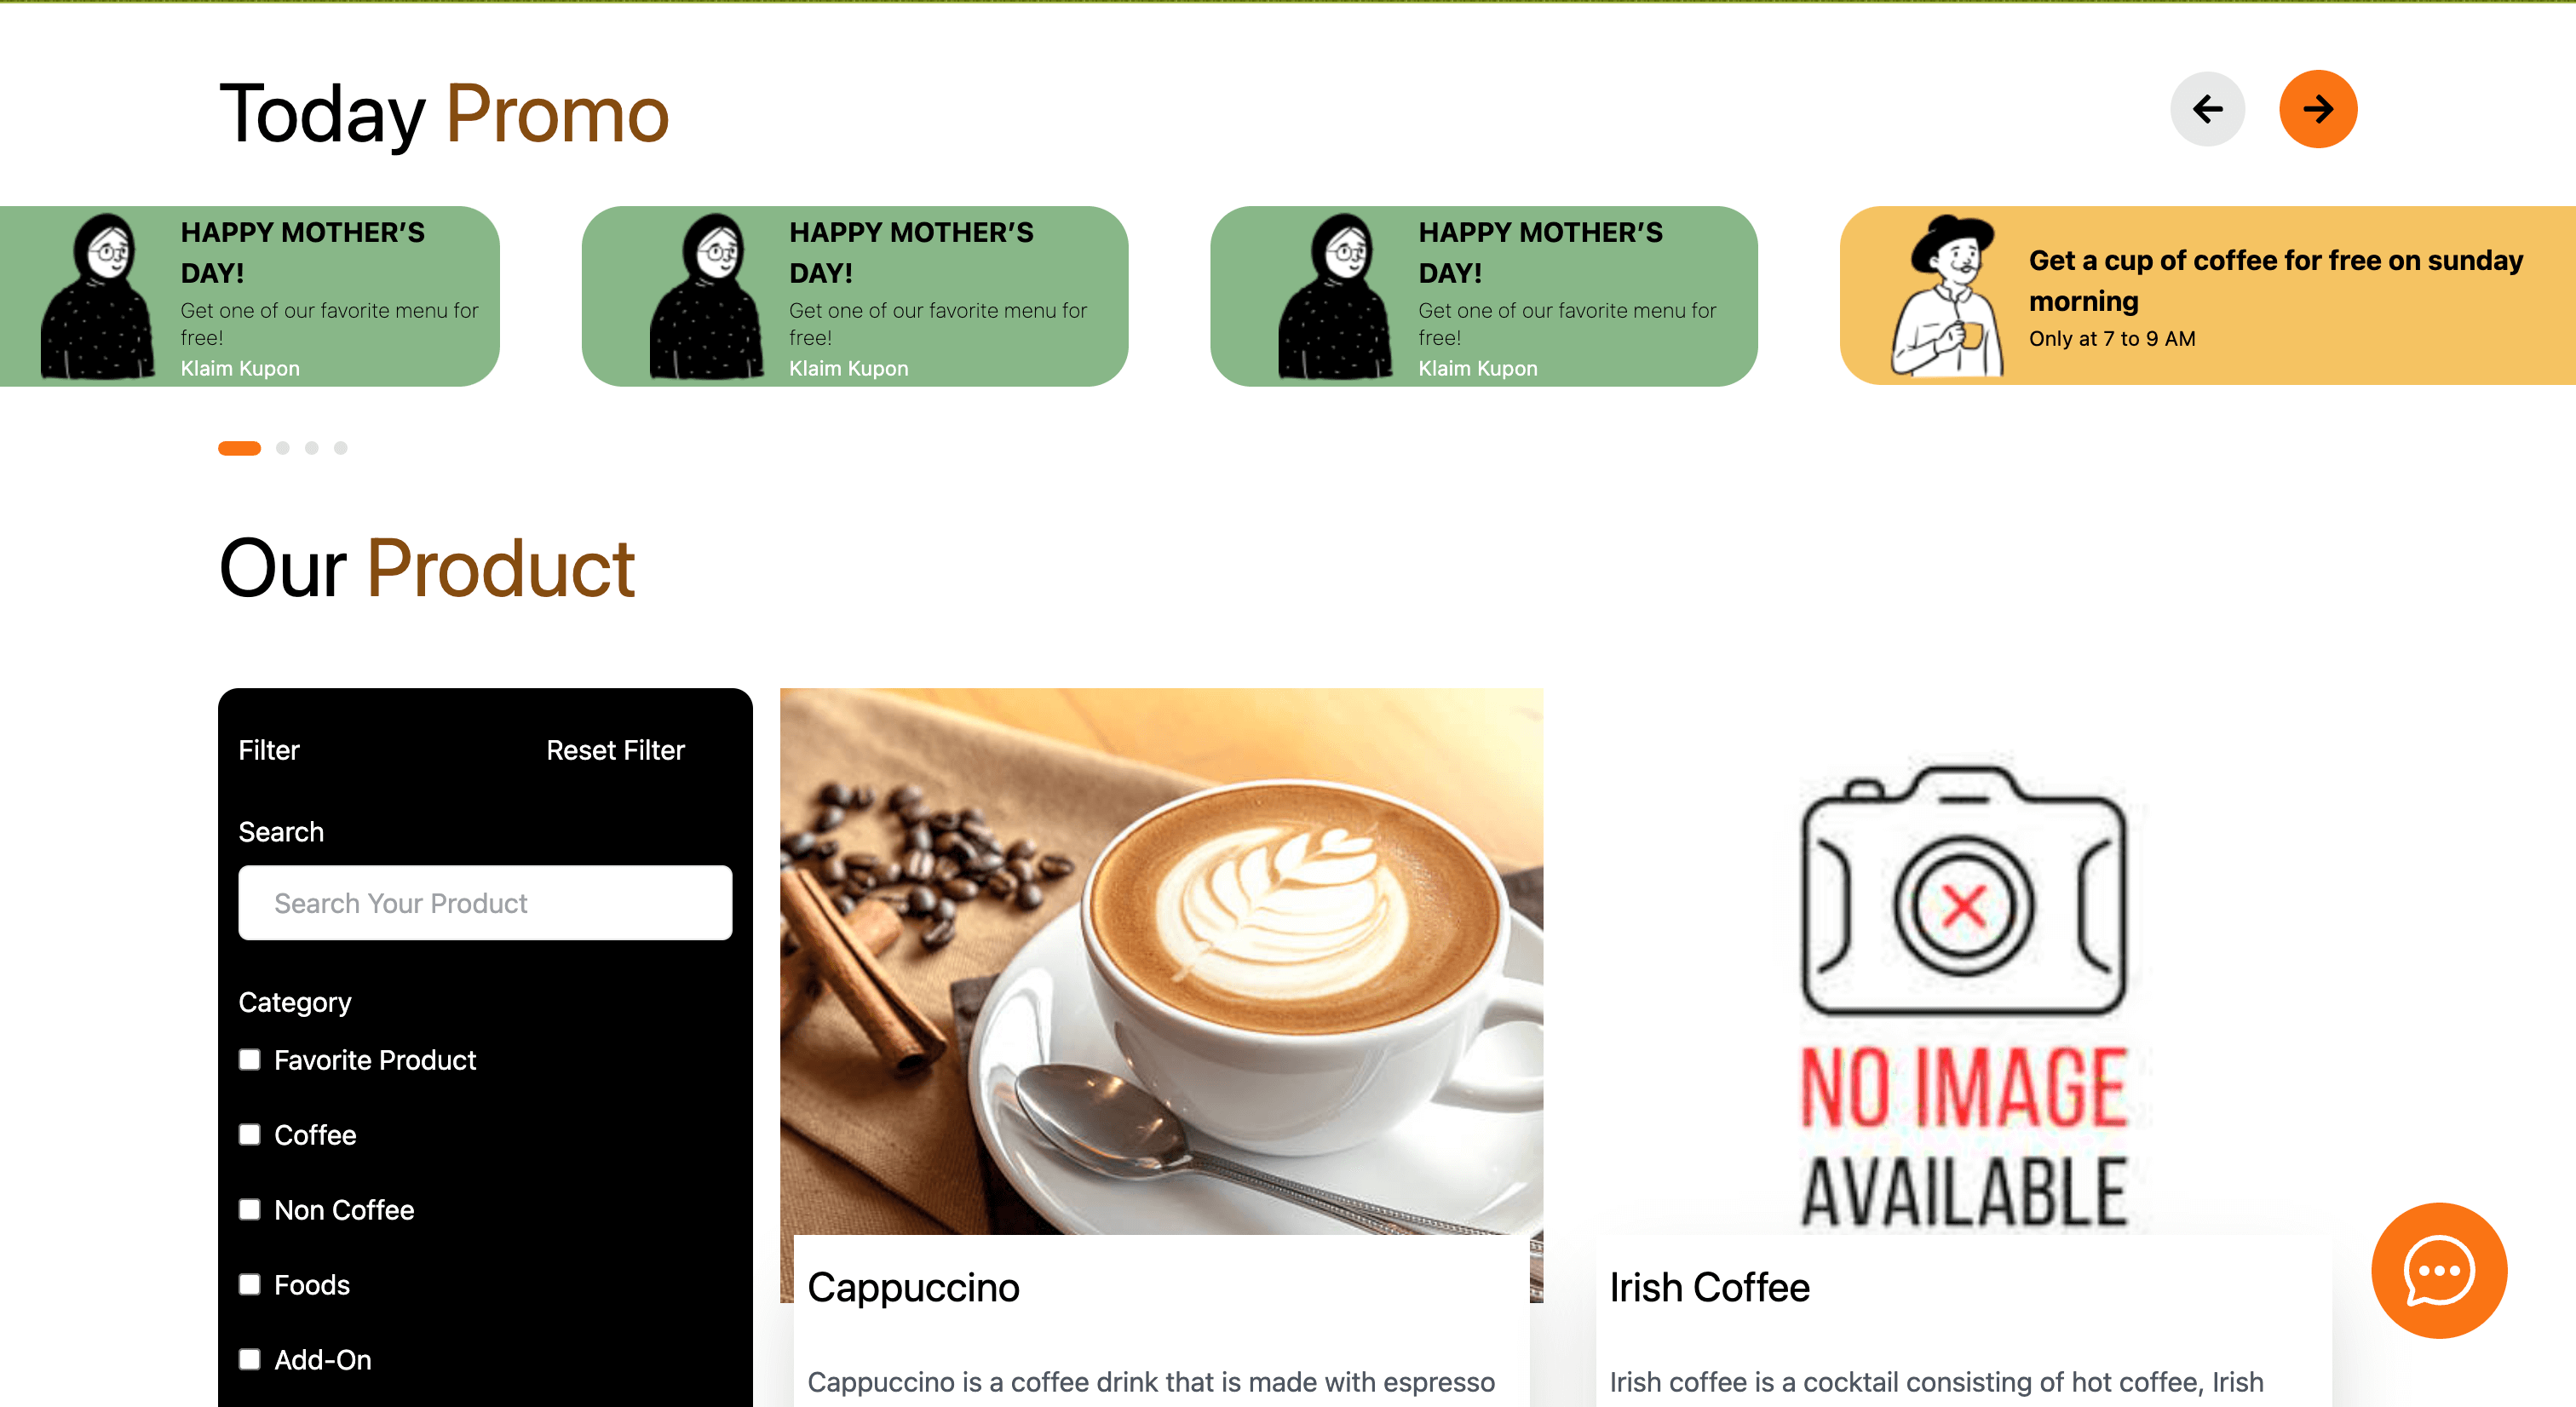 Today Promo
HAPPY MOTHER’S
DAY!
Get one of our favorite menu for
free!
Klaim Kupon
HAPPY MOTHER’S
DAY!
Get one of our favorite menu for
free!
Klaim Kupon
HAPPY MOTHER’S
DAY!
Get one of our favorite menu for
free!
Klaim Kupon
Get a cup of coffee for free on sunday
morning
Only at 7 to 9 AM
Our Product
Filter
Reset Filter
Search
Search Your Product
Category
Favorite Product
Coffee
Non Coffee
Foods
Add-On
Cappuccino
Cappuccino is a coffee drink that is made with espresso
NO IMAGE
AVAILABLE
Irish Coffee
Irish coffee is a cocktail consisting of hot coffee, Irish